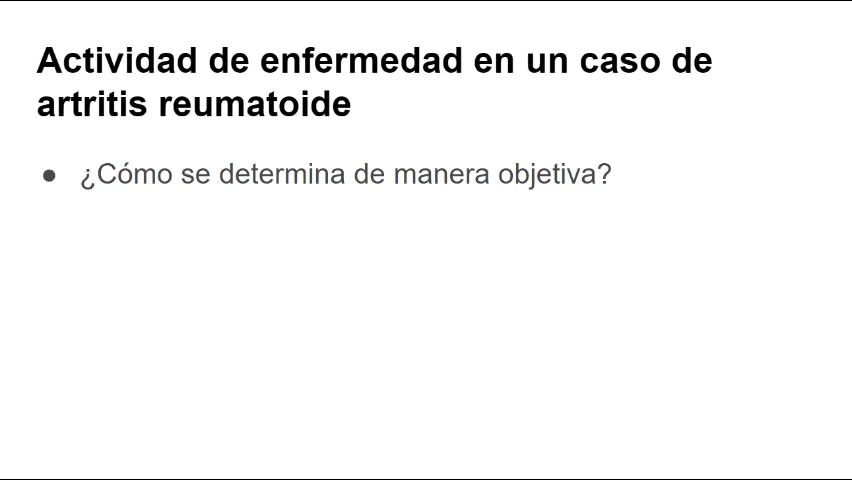 Actividad de enfermedad en un caso de
artritis reumatoide
● ¿Cómo se determina de manera objetiva?